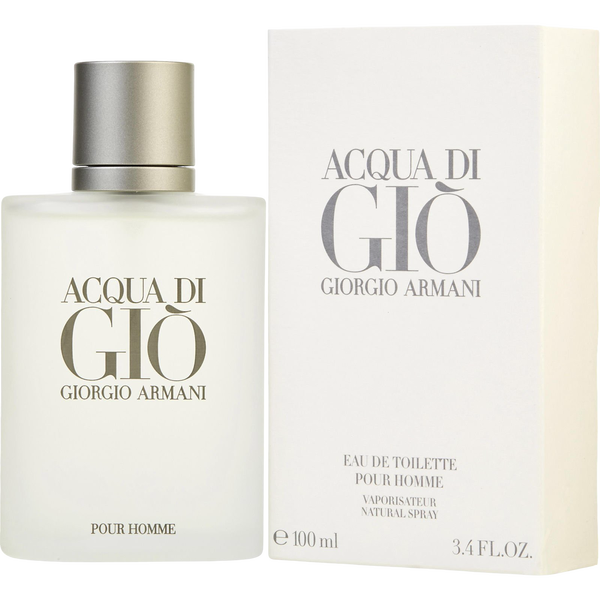 ACQUA DI
GIÒ
GIORGIO ARMANI
POUR HOMME
ACQUA DI
GIÒ
GIORGIO ARMANI
EAU DE TOILETTE
POUR HOMME
VAPORISATEUR
NATURAL SPRAY
℮ 100 ml 3.4 FL.OZ.